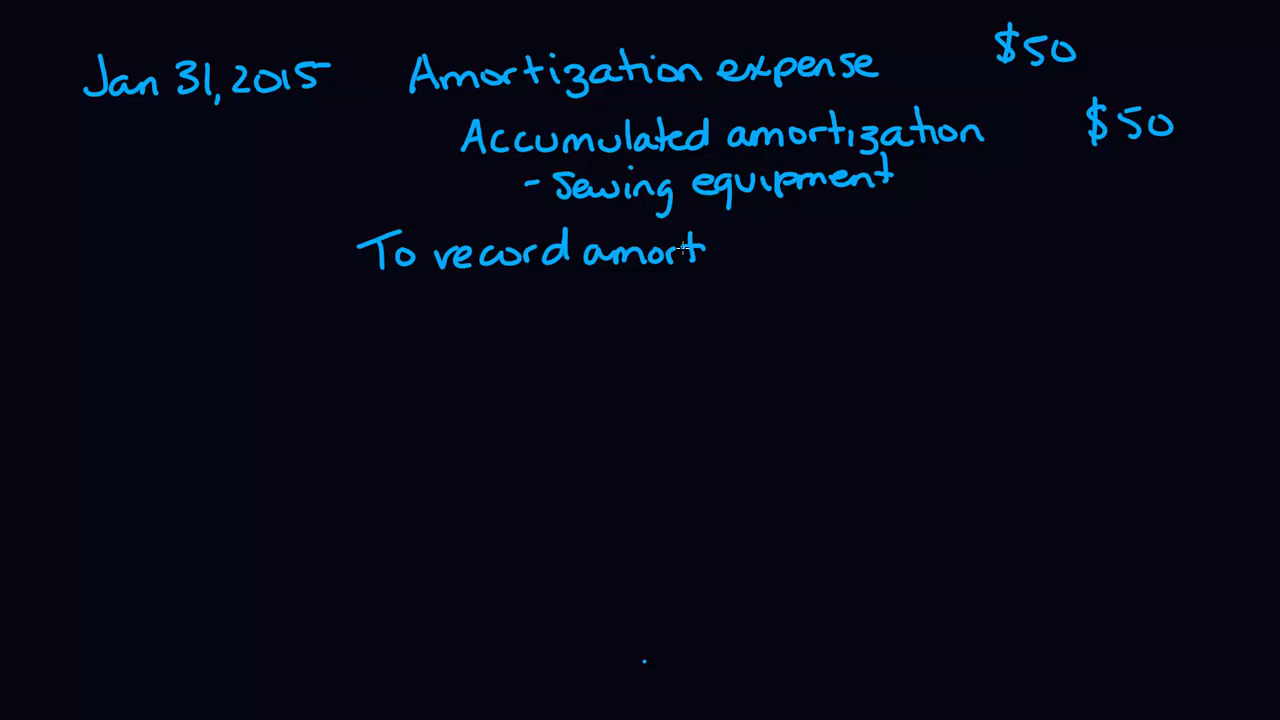 Jan 31, 2015 Amortization expense $50
Accumulated amortization $50
- Sewing equipment
To record amort